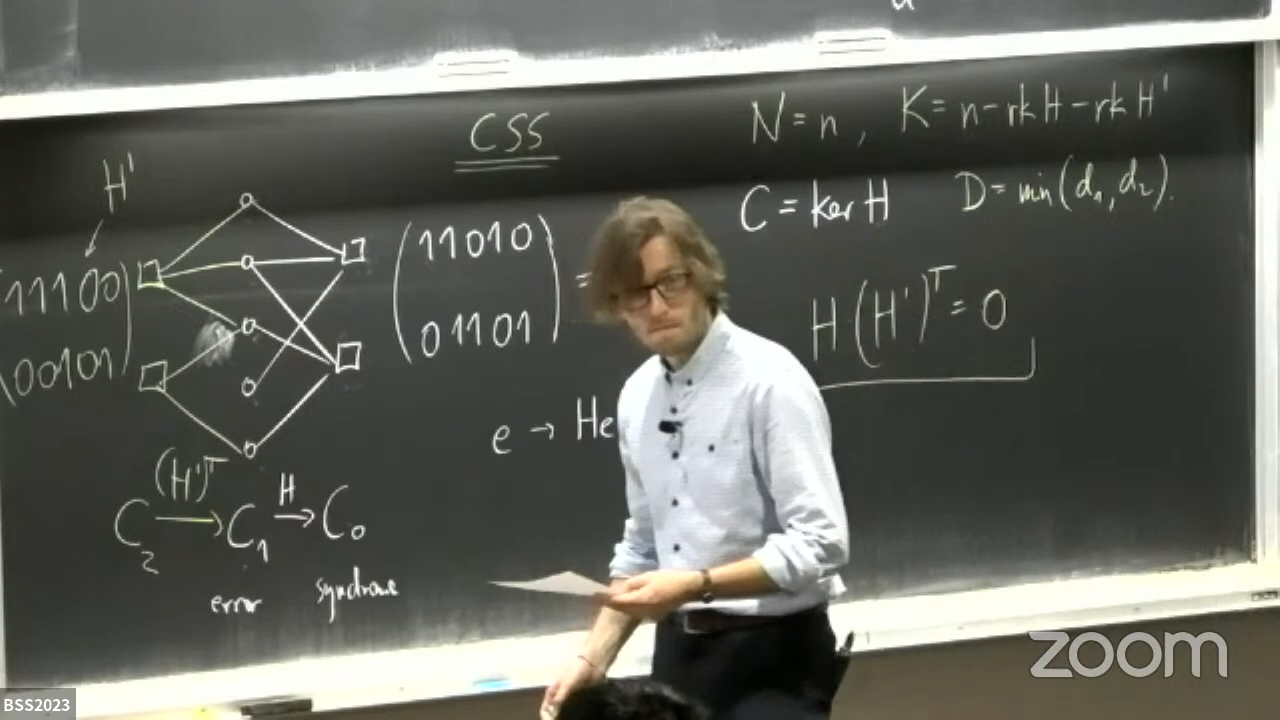 CSS
N = n , K = n - rk H - rk H'
H'
C = ker H D = min(d₁, d₂).
11100
00101
(11010
01101) =
H(H')ᵀ = 0
e → He
C₂ (H')ᵀ→ C₁ H→ C₀
error syndrome
zoom
BSS2023